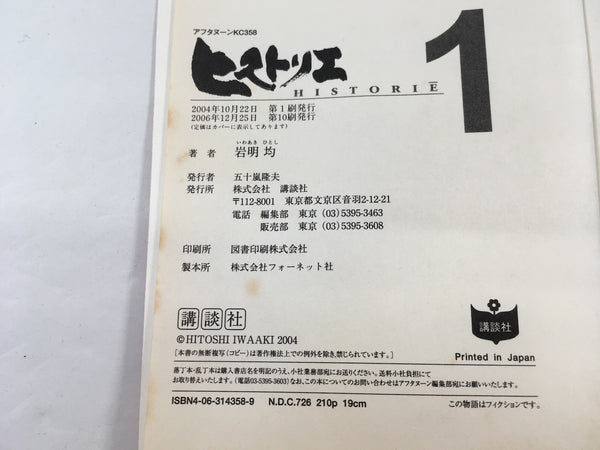 アフタヌーンKC358
ヒストリエ
HISTORIĒ
1
2004年10月22日 第1刷発行
2006年12月25日 第10刷発行
(定価はカバーに表示してあります)
いわあき ひとし
著者 岩明 均
発行者 五十嵐隆夫
発行所 株式会社 講談社
〒112-8001 東京都文京区音羽2-12-21
電話 編集部 東京(03)5395-3463
販売部 東京(03)5395-3608
印刷所 図書印刷株式会社
製本所 株式会社フォーネット社
講談社
©HITOSHI IWAAKI 2004
[本書の無断複写(コピー)は著作権法上での例外を除き、禁じられています。]
講談社
Printed in Japan
落丁本・乱丁本は購入書店名を明記のうえ、小社業務部宛にお送りください。送料小社負担にて
お取り替えいたします。(電話03-5395-3603)なお、この本についてのお問い合わせはアフタヌーン編集部宛にお願いいたします。
ISBN4-06-314358-9 N.D.C.726 210p 19cm この物語はフィクションです。